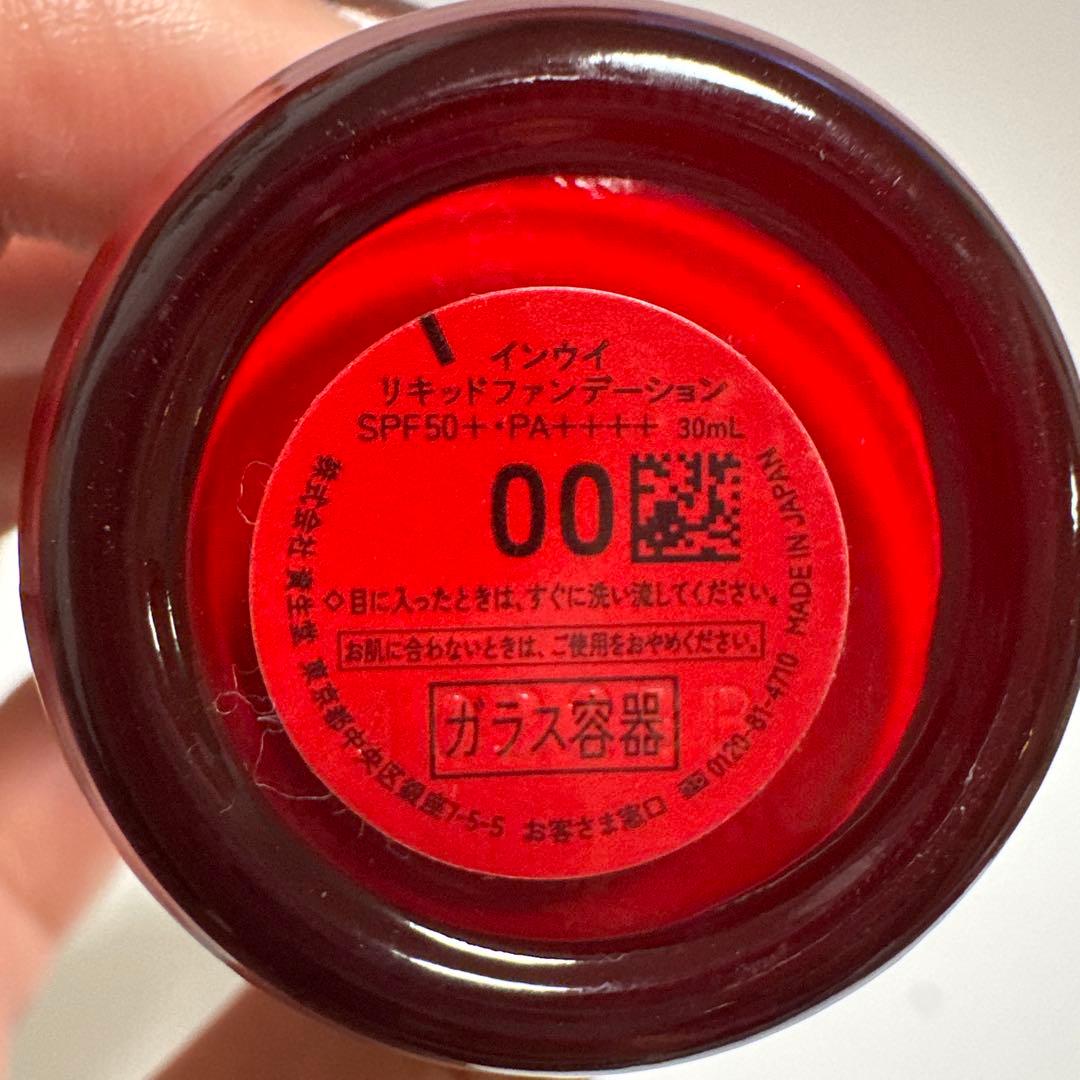 インウイ
リキッドファンデーション
SPF50+・PA++++ 30mL
00
◇目に入ったときは、すぐに洗い流してください。
お肌に合わないときは、ご使用をおやめください。
ガラス容器
株式会社 資生堂 東京都中央区銀座7-5-5 お客さま窓口 0120-81-4710 MADE IN JAPAN